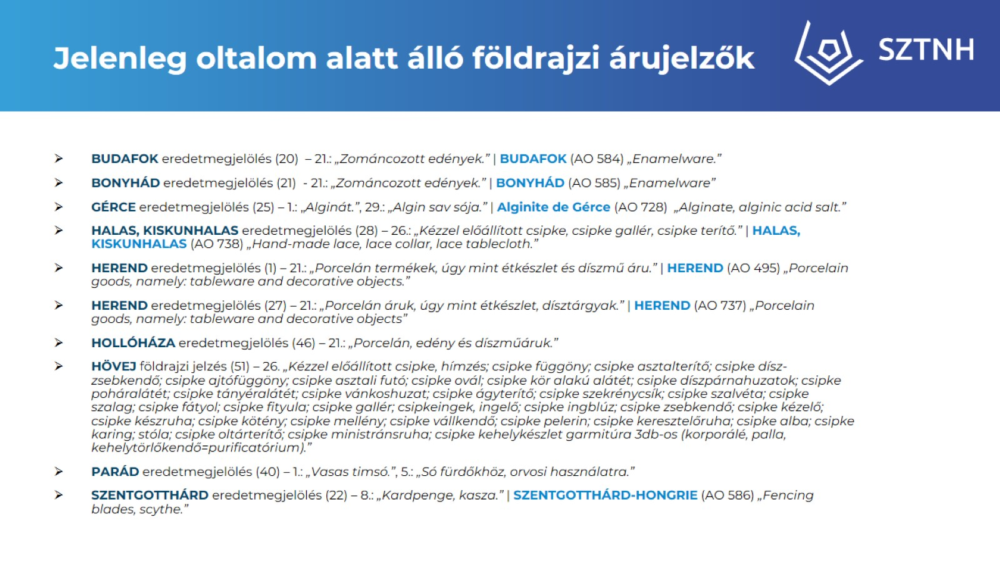 Jelenleg oltalom alatt álló földrajzi árujelzők
SZTNH
➢ BUDAFOK eredetmegjelölés (20) – 21.: „Zománcozott edények.” | BUDAFOK (AO 584) „Enamelware.”
➢ BONYHÁD eredetmegjelölés (21) - 21.: „Zománcozott edények.” | BONYHÁD (AO 585) „Enamelware”
➢ GÉRCE eredetmegjelölés (25) – 1.: „Alginát.”, 29.: „Algin sav sója.” | Alginite de Gérce (AO 728) „Alginate, alginic acid salt.”
➢ HALAS, KISKUNHALAS eredetmegjelölés (28) – 26.: „Kézzel előállított csipke, csipke gallér, csipke terítő.” | HALAS,
KISKUNHALAS (AO 738) „Hand-made lace, lace collar, lace tablecloth.”
➢ HEREND eredetmegjelölés (1) – 21.: „Porcelán termékek, úgy mint étkészlet és díszmű áru.” | HEREND (AO 495) „Porcelain
goods, namely: tableware and decorative objects.”
➢ HEREND eredetmegjelölés (27) – 21.: „Porcelán áruk, úgy mint étkészlet, dísztárgyak.” | HEREND (AO 737) „Porcelain
goods, namely: tableware and decorative objects”
➢ HOLLÓHÁZA eredetmegjelölés (46) – 21.: „Porcelán, edény és díszműáruk.”
➢ HÖVEJ földrajzi jelzés (51) – 26. „Kézzel előállított csipke, hímzés; csipke függöny; csipke asztalterítő; csipke dísz-
zsebkendő; csipke ajtófüggöny; csipke asztali futó; csipke ovál; csipke kör alakú alátét; csipke díszpárnahuzatok; csipke
poháralátét; csipke tányéralátét; csipke vánkoshuzat; csipke ágyterítő; csipke szekrénycsík; csipke szalvéta; csipke
szalag; csipke fátyol; csipke fityula; csipke gallér; csipkeingek, ingelő; csipke ingblúz; csipke zsebkendő; csipke kézelő;
csipke készruha; csipke kötény; csipke mellény; csipke vállkendő; csipke pelerin; csipke keresztelőruha; csipke alba; csipke
karing; stóla; csipke oltárterítő; csipke ministránsruha; csipke kehelykészlet garmitúra 3db-os (korporálé, palla,
kehelytörlőkendő=purificatórium).”
➢ PARÁD eredetmegjelölés (40) – 1.: „Vasas timsó.”, 5.: „Só fürdőkhöz, orvosi használatra.”
➢ SZENTGOTTHÁRD eredetmegjelölés (22) – 8.: „Kardpenge, kasza.” | SZENTGOTTHÁRD-HONGRIE (AO 586) „Fencing
blades, scythe.”